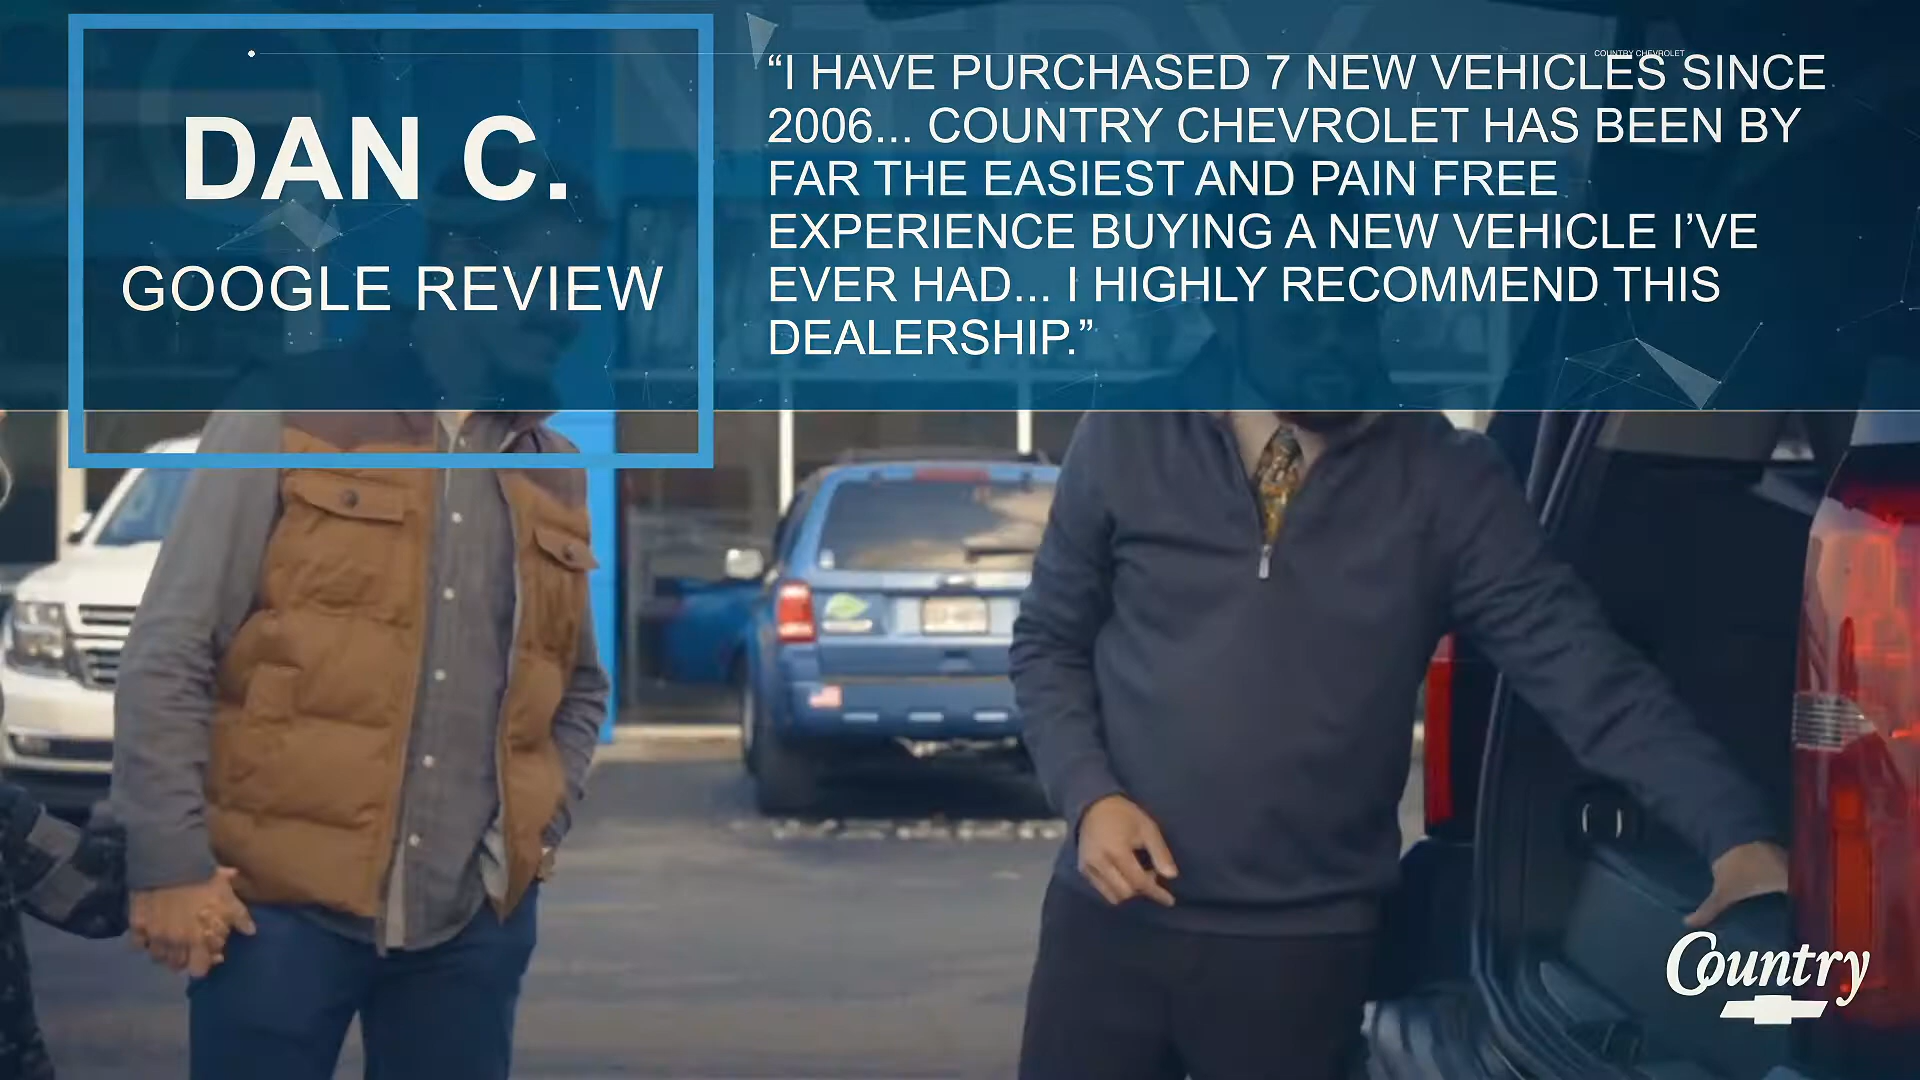 DAN C.
GOOGLE REVIEW
COUNTRY CHEVROLET
“I HAVE PURCHASED 7 NEW VEHICLES SINCE
2006... COUNTRY CHEVROLET HAS BEEN BY
FAR THE EASIEST AND PAIN FREE
EXPERIENCE BUYING A NEW VEHICLE I’VE
EVER HAD... I HIGHLY RECOMMEND THIS
DEALERSHIP.”
Country